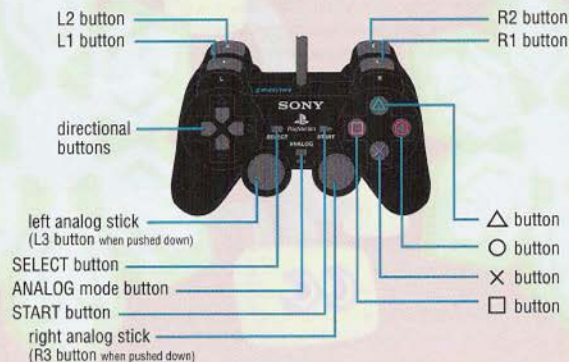 L2 button
L1 button
R2 button
R1 button
L
R
SONY
PlayStation
SELECT
START
ANALOG
directional
buttons
left analog stick
(L3 button when pushed down)
SELECT button
ANALOG mode button
START button
right analog stick
(R3 button when pushed down)
△ button
○ button
× button
□ button